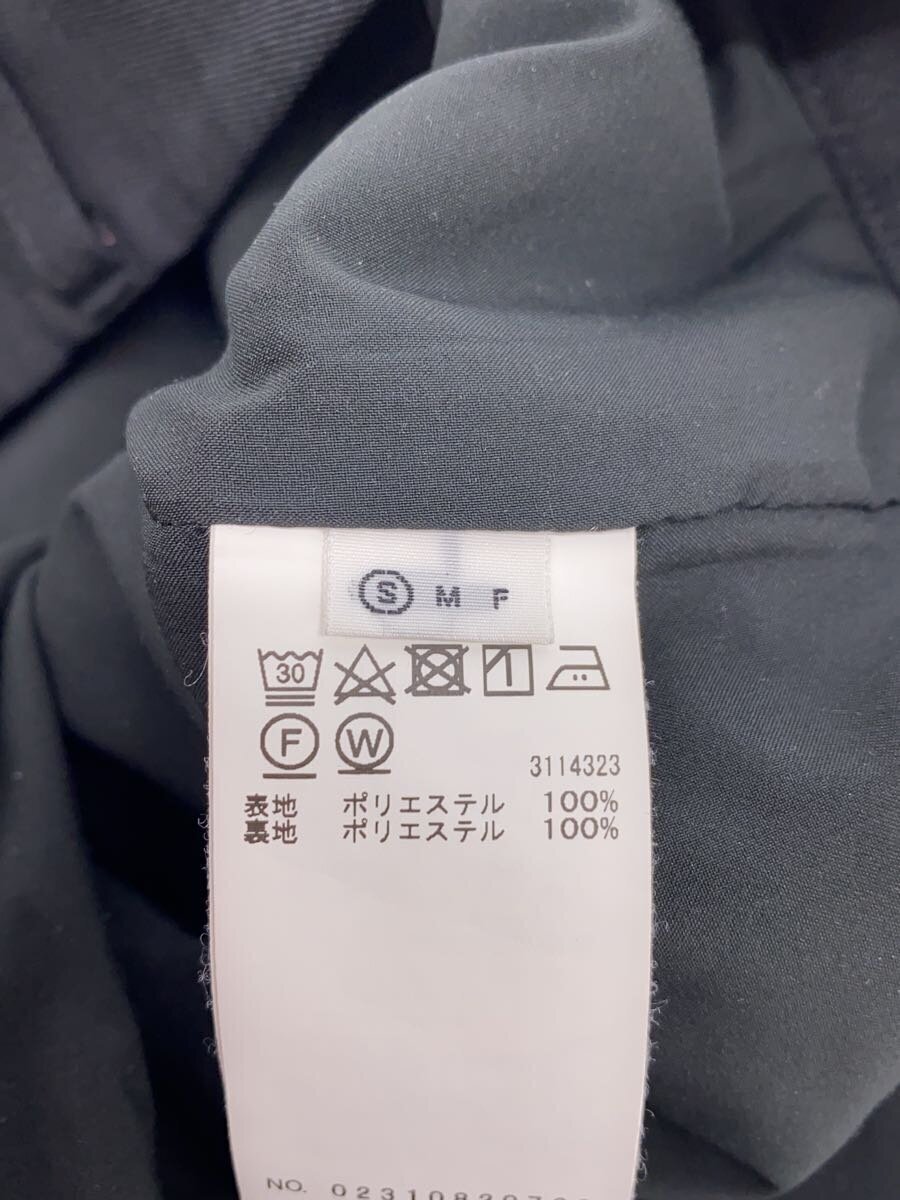 S M F
30
F W
3114323
表地 ポリエステル 100%
裏地 ポリエステル 100%
NO.